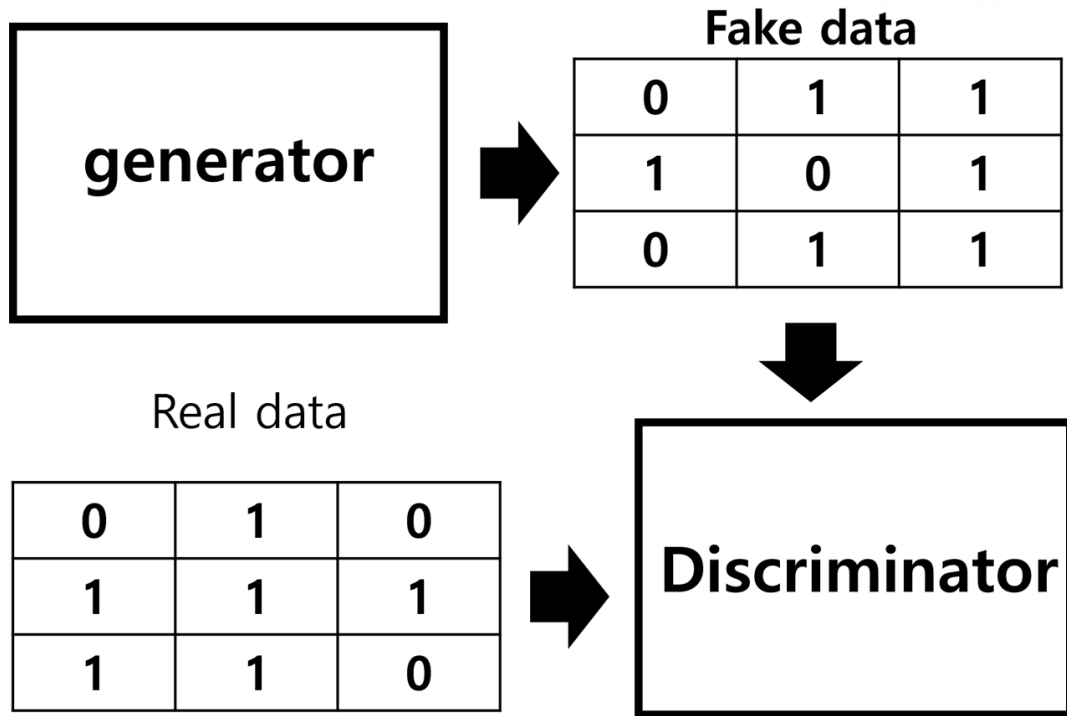 Fake data
generator
0 1 1
1 0 1
0 1 1
Real data
0 1 0
1 1 1
1 1 0
Discriminator